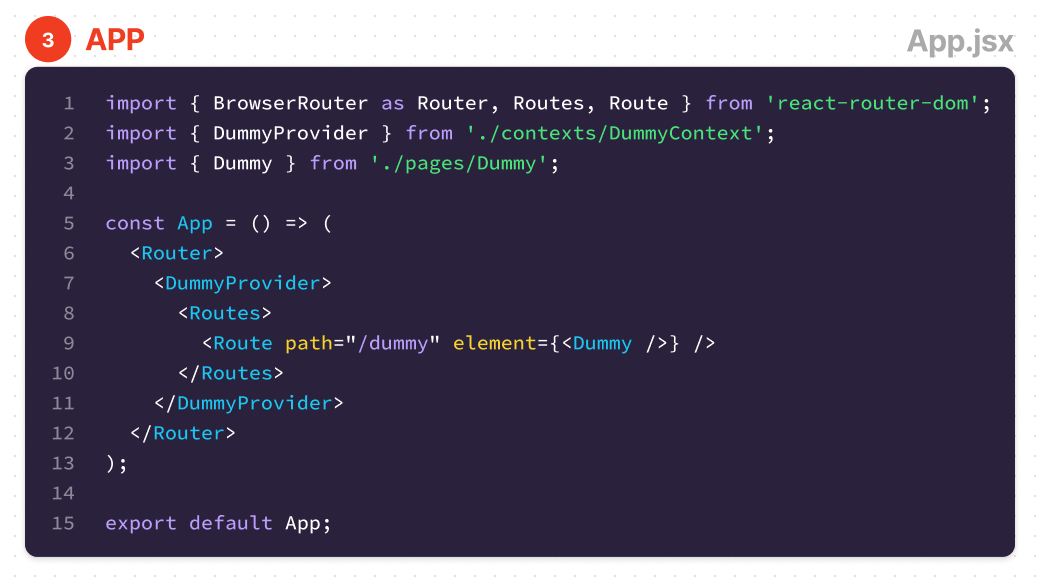 3 APP
App.jsx
1 import { BrowserRouter as Router, Routes, Route } from 'react-router-dom';
2 import { DummyProvider } from './contexts/DummyContext';
3 import { Dummy } from './pages/Dummy';
4
5 const App = () => (
6   <Router>
7     <DummyProvider>
8       <Routes>
9         <Route path="/dummy" element={<Dummy />} />
10       </Routes>
11     </DummyProvider>
12   </Router>
13 );
14
15 export default App;